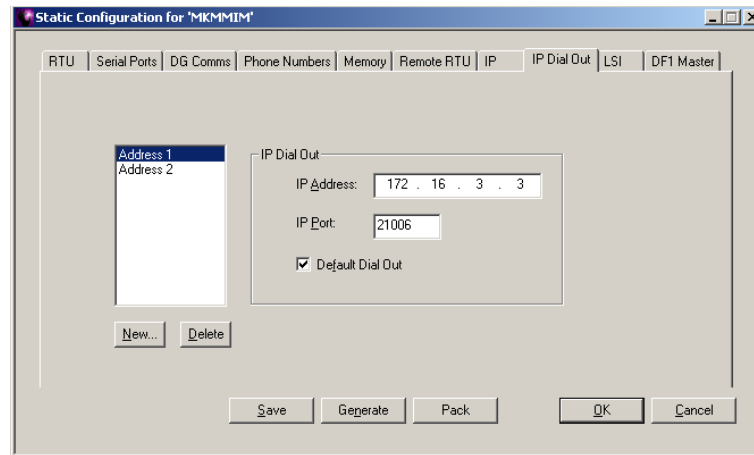 Static Configuration for 'MKMMIM'
RTU Serial Ports DG Comms Phone Numbers Memory Remote RTU IP IP Dial Out LSI DF1 Master
Address 1
Address 2
IP Dial Out
IP Address: 172 . 16 . 3 . 3
IP Port: 21006
Default Dial Out
New... Delete
Save Generate Pack OK Cancel